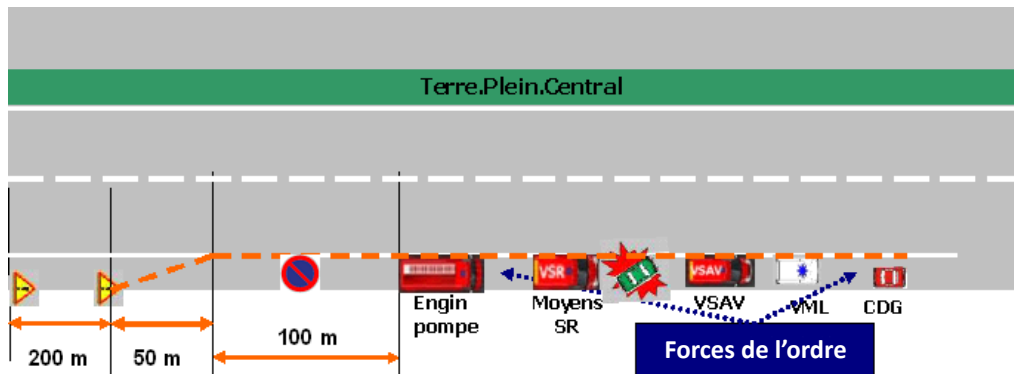 Terre.Plein.Central
VSR
VSAV
Engin
pompe
Moyens
SR
VSAV
VML
CDG
200 m
50 m
100 m
Forces de l’ordre